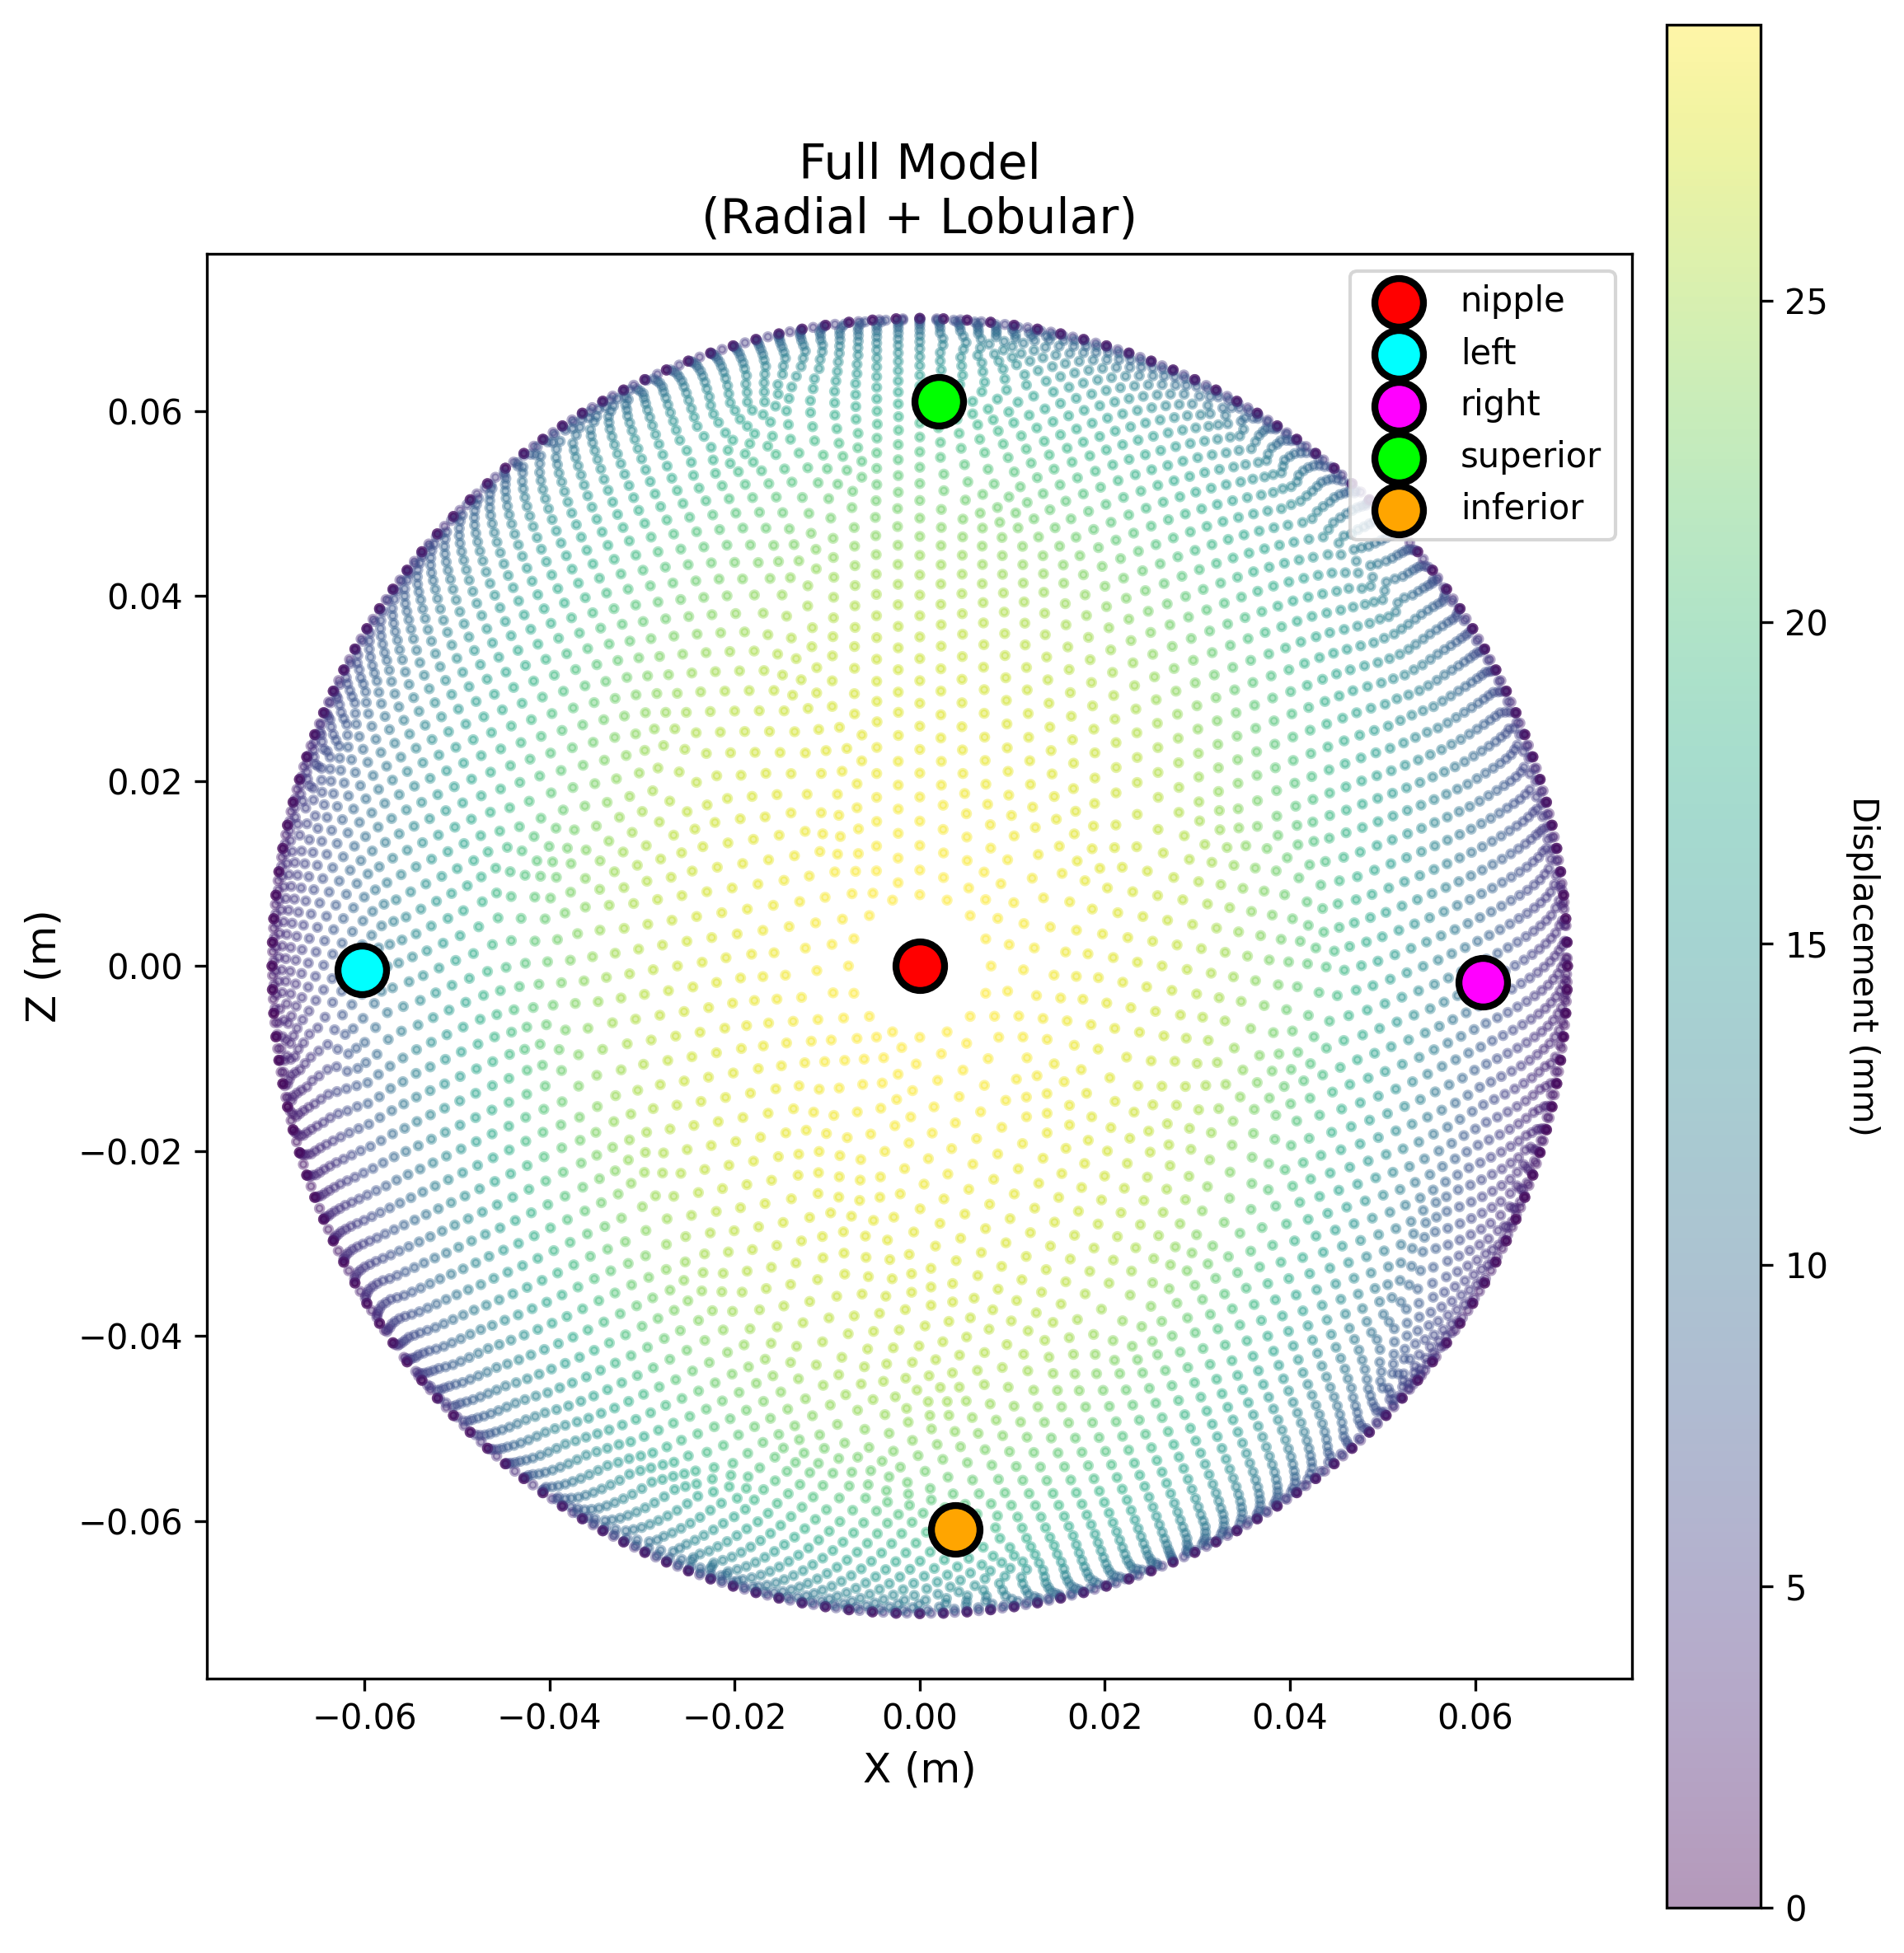 Full Model
(Radial + Lobular)
nipple
left
right
superior
inferior
0.06
0.04
0.02
0.00
−0.02
−0.04
−0.06
Z (m)
−0.06
−0.04
−0.02
0.00
0.02
0.04
0.06
X (m)
25
20
15
10
5
0
Displacement (mm)